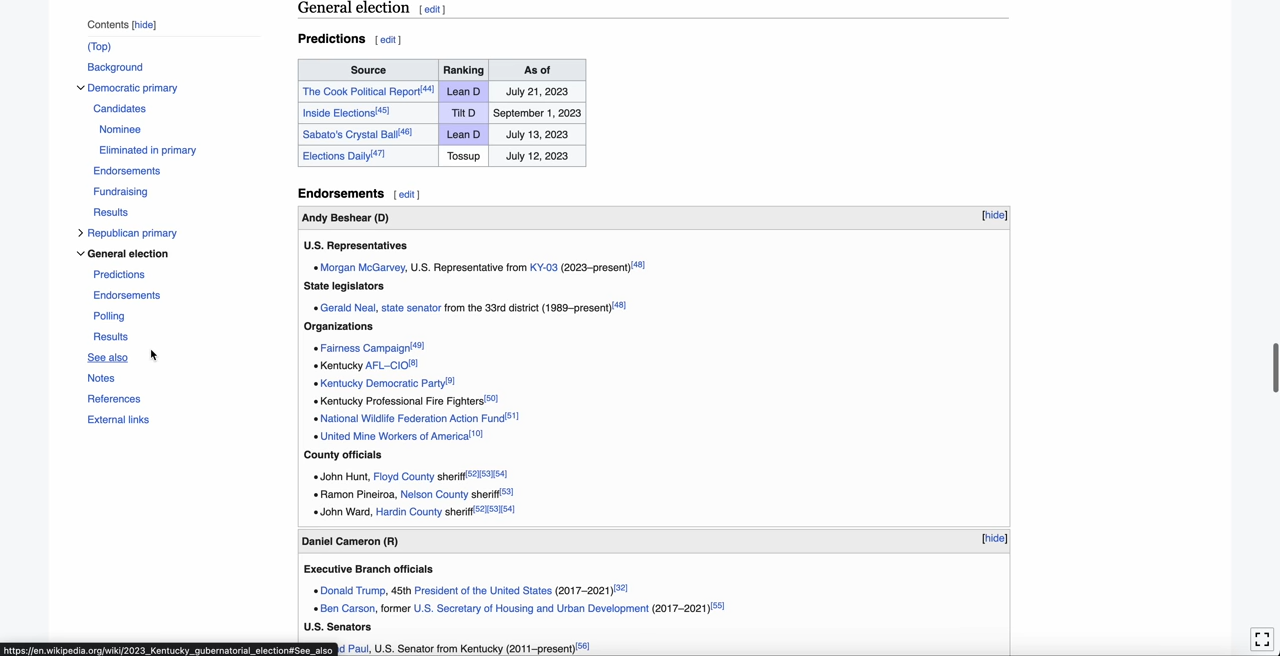 General election [ edit ]
Contents [hide]
(Top)
Background
Democratic primary
Candidates
Nominee
Eliminated in primary
Endorsements
Fundraising
Results
Republican primary
General election
Predictions
Endorsements
Polling
Results
See also
Notes
References
External links
Predictions [ edit ]
Source Ranking As of
The Cook Political Report[44] Lean D July 21, 2023
Inside Elections[45] Tilt D September 1, 2023
Sabato's Crystal Ball[46] Lean D July 13, 2023
Elections Daily[47] Tossup July 12, 2023
Endorsements [ edit ]
Andy Beshear (D) [hide]
U.S. Representatives
• Morgan McGarvey, U.S. Representative from KY-03 (2023–present)[48]
State legislators
• Gerald Neal, state senator from the 33rd district (1989–present)[48]
Organizations
• Fairness Campaign[49]
• Kentucky AFL–CIO[8]
• Kentucky Democratic Party[9]
• Kentucky Professional Fire Fighters[50]
• National Wildlife Federation Action Fund[51]
• United Mine Workers of America[10]
County officials
• John Hunt, Floyd County sheriff[52][53][54]
• Ramon Pineiroa, Nelson County sheriff[53]
• John Ward, Hardin County sheriff[52][53][54]
Daniel Cameron (R) [hide]
Executive Branch officials
• Donald Trump, 45th President of the United States (2017–2021)[32]
• Ben Carson, former U.S. Secretary of Housing and Urban Development (2017–2021)[55]
U.S. Senators
Paul, U.S. Senator from Kentucky (2011–present)[56]
https://en.wikipedia.org/wiki/2023_Kentucky_gubernatorial_election#See_also